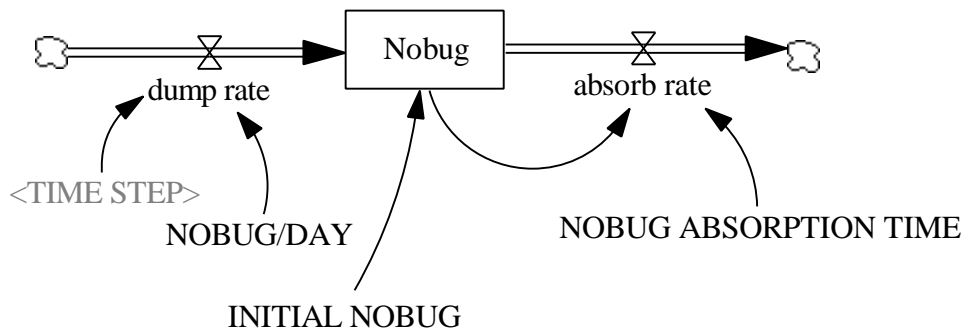 Nobug
dump rate
absorb rate
<TIME STEP>
NOBUG/DAY
NOBUG ABSORPTION TIME
INITIAL NOBUG